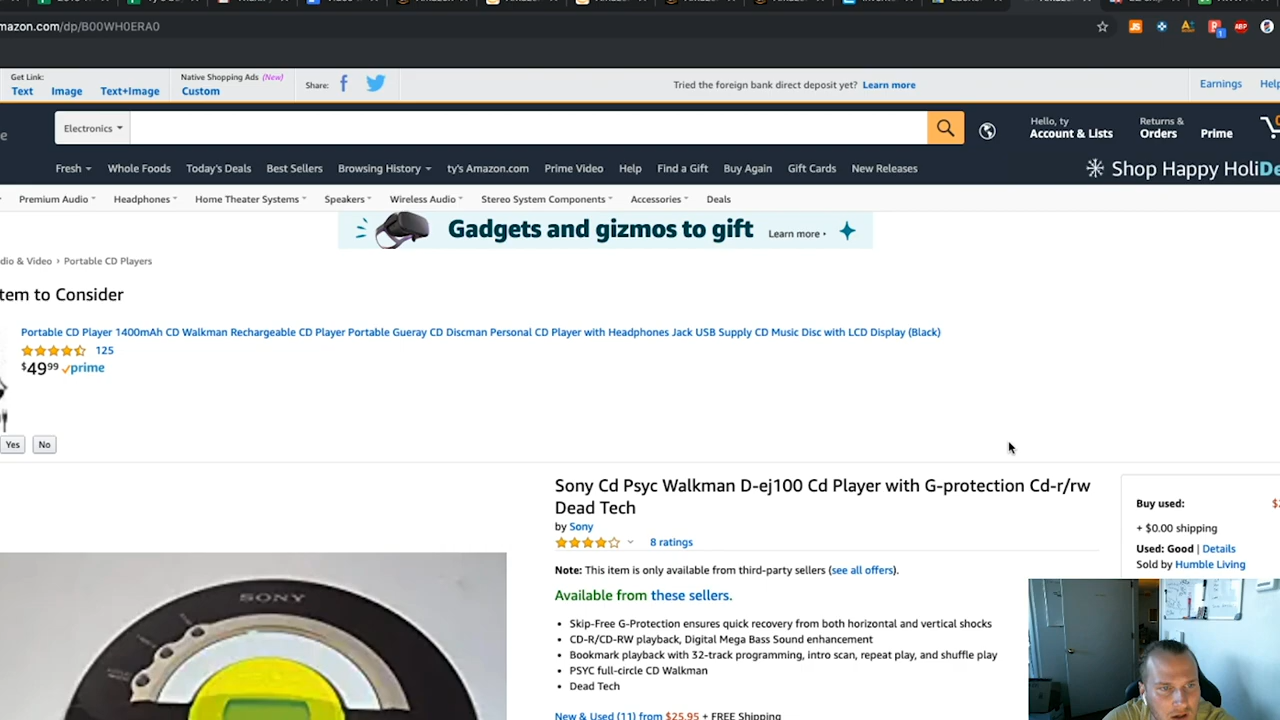 mazon.com/dp/B00WH0ERA0
Get Link:
Text Image Text+Image
Native Shopping Ads (New)
Custom
Share:
Tried the foreign bank direct deposit yet? Learn more
Earnings Help
Electronics
Hello, ty
Account & Lists
Returns &
Orders
Prime
Fresh Whole Foods Today's Deals Best Sellers Browsing History ty's Amazon.com Prime Video Help Find a Gift Buy Again Gift Cards New Releases
Shop Happy HoliDe
Premium Audio Headphones Home Theater Systems Speakers Wireless Audio Stereo System Components Accessories Deals
Gadgets and gizmos to gift Learn more
dio & Video › Portable CD Players
tem to Consider
Portable CD Player 1400mAh CD Walkman Rechargeable CD Player Portable Gueray CD Discman Personal CD Player with Headphones Jack USB Supply CD Music Disc with LCD Display (Black)
125
$49.99 prime
Yes No
Sony Cd Psyc Walkman D-ej100 Cd Player with G-protection Cd-r/rw
Dead Tech
by Sony
8 ratings
Note: This item is only available from third-party sellers (see all offers).
Available from these sellers.
• Skip-Free G-Protection ensures quick recovery from both horizontal and vertical shocks
• CD-R/CD-RW playback, Digital Mega Bass Sound enhancement
• Bookmark playback with 32-track programming, intro scan, repeat play, and shuffle play
• PSYC full-circle CD Walkman
• Dead Tech
New & Used (11) from $25.95 + FREE Shipping
Buy used:
+ $0.00 shipping
Used: Good | Details
Sold by Humble Living
SONY